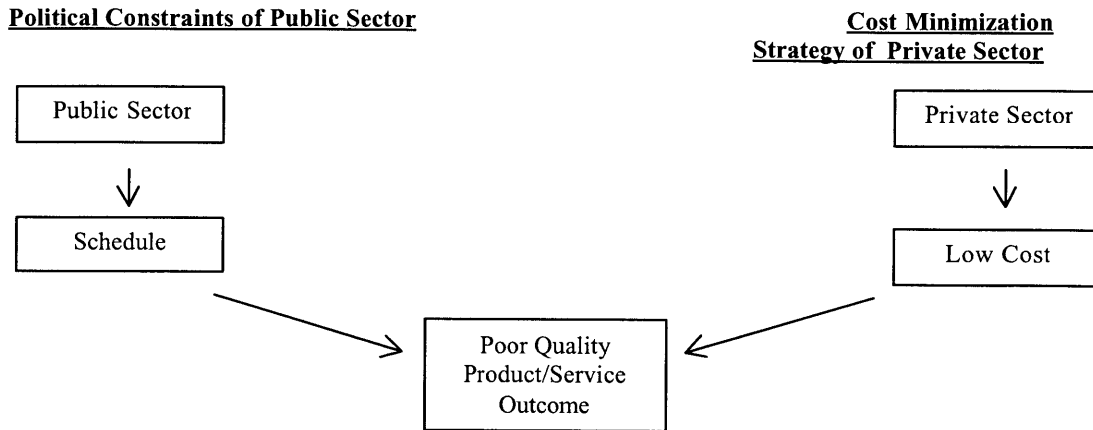 Political Constraints of Public Sector
Cost Minimization
Strategy of Private Sector
Public Sector
Private Sector
Schedule
Low Cost
Poor Quality
Product/Service
Outcome